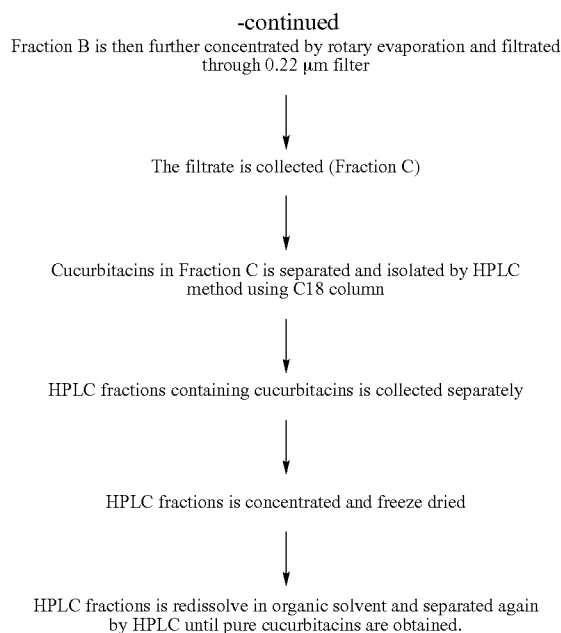 -continued
Fraction B is then further concentrated by rotary evaporation and filtrated
through 0.22 μm filter
The filtrate is collected (Fraction C)
Cucurbitacins in Fraction C is separated and isolated by HPLC
method using C18 column
HPLC fractions containing cucurbitacins is collected separately
HPLC fractions is concentrated and freeze dried
HPLC fractions is redissolve in organic solvent and separated again
by HPLC until pure cucurbitacins are obtained.